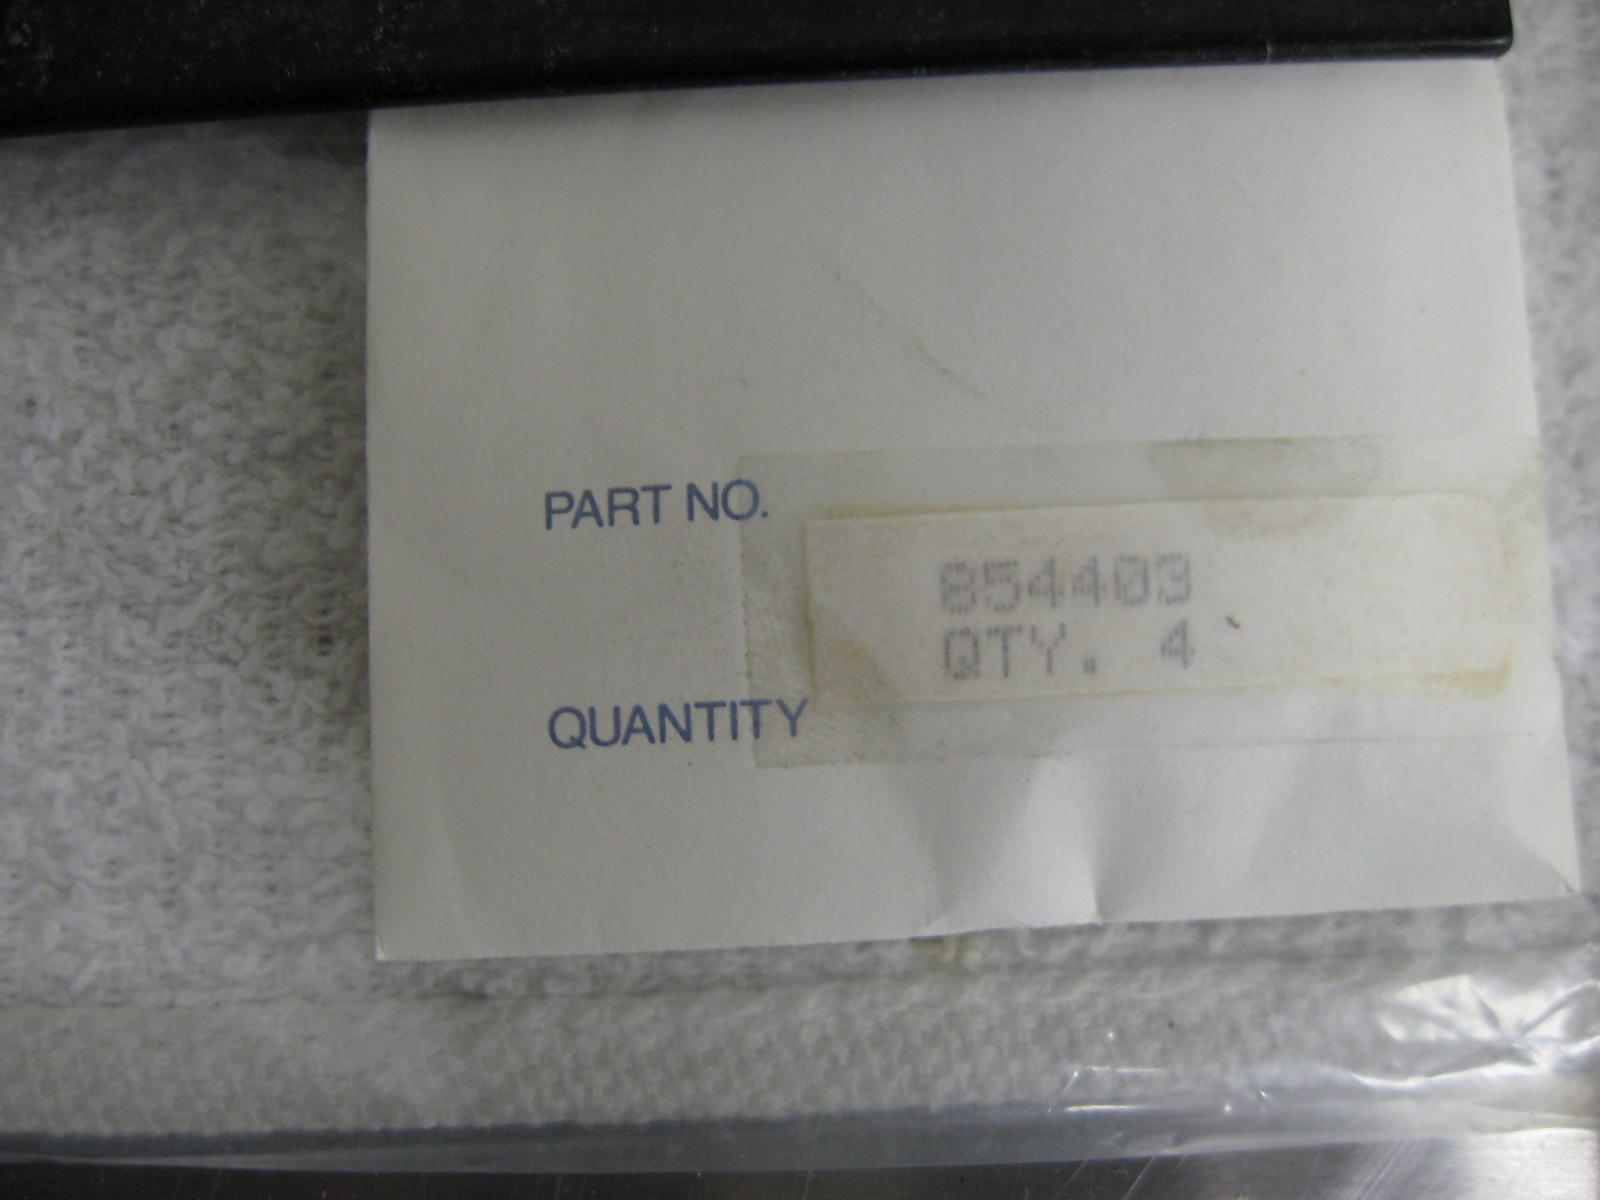 PART NO.
854403
QTY. 4
QUANTITY